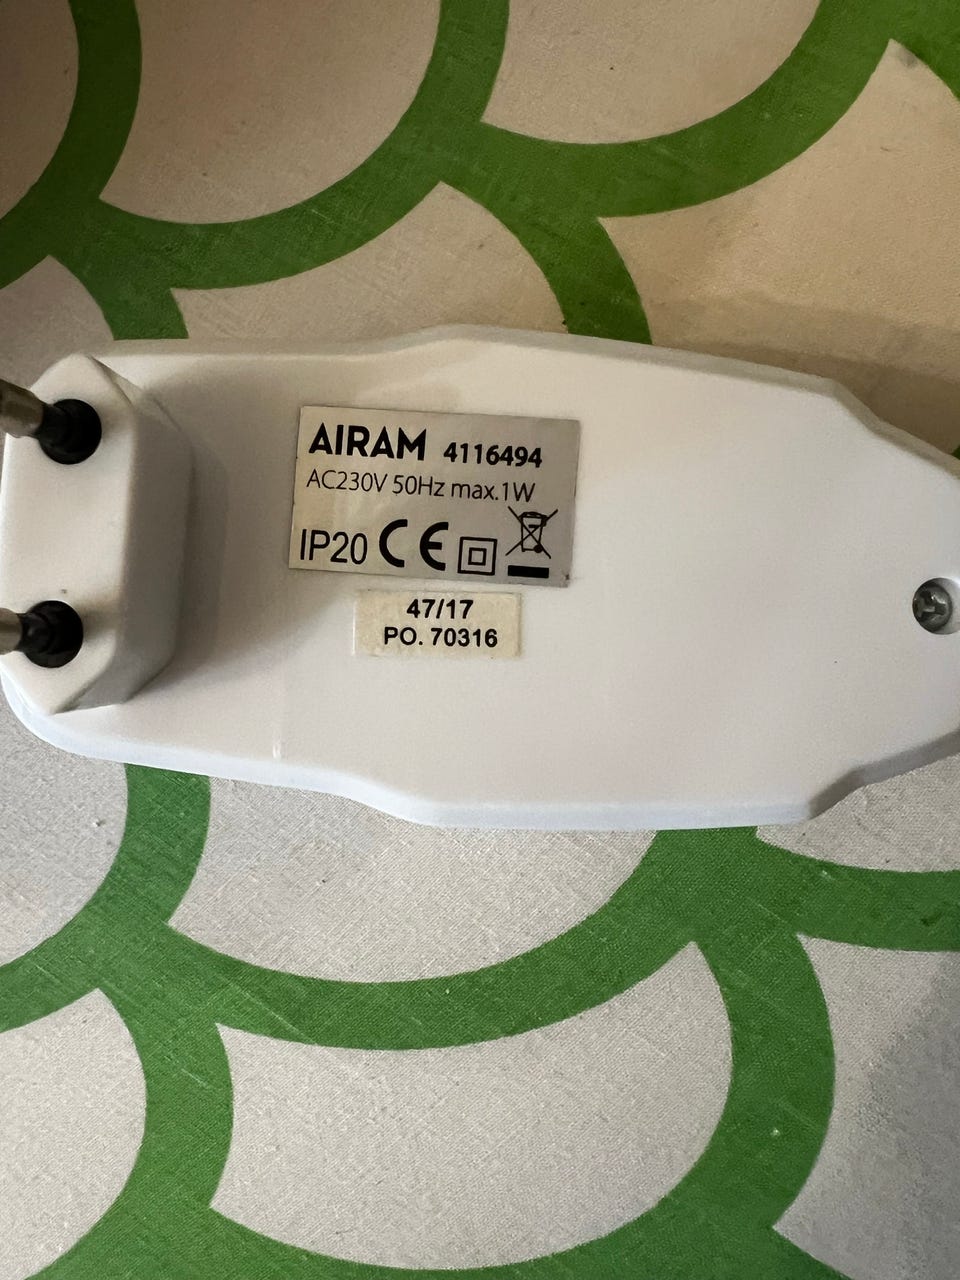 AIRAM 4116494
AC230V 50Hz max.1W
IP20 CE
47/17
PO. 70316